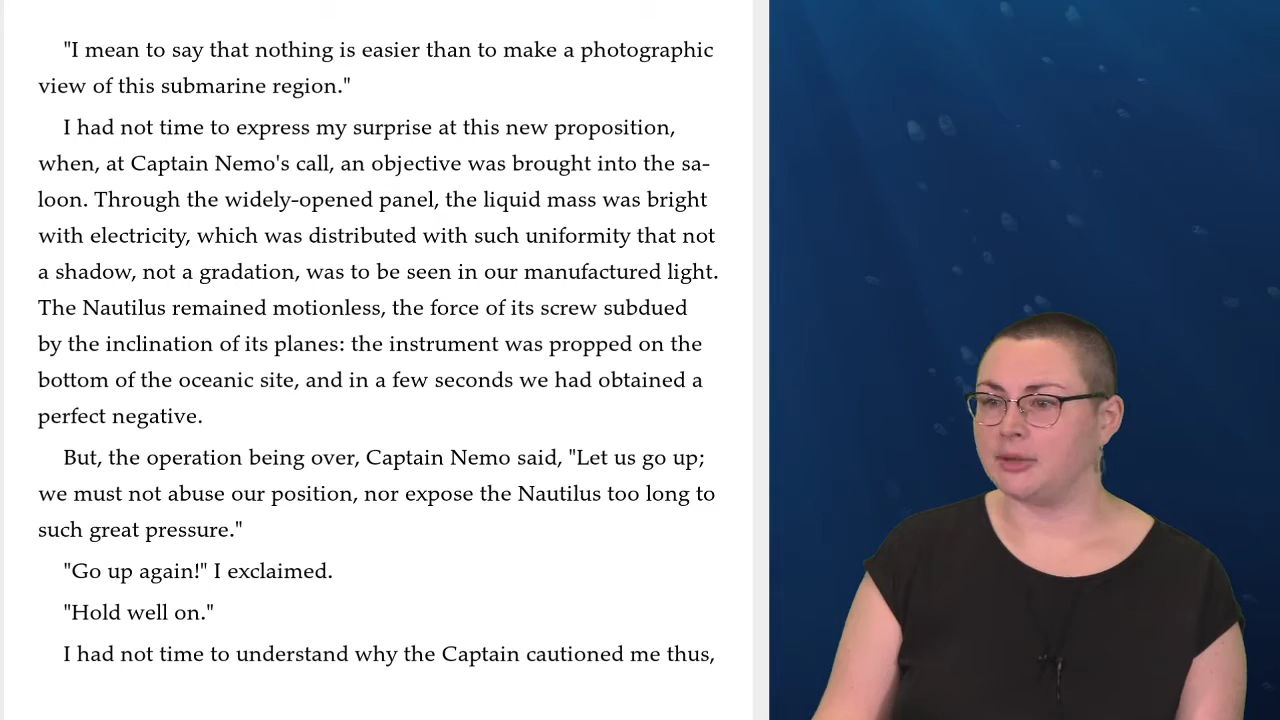 "I mean to say that nothing is easier than to make a photographic
view of this submarine region."
I had not time to express my surprise at this new proposition,
when, at Captain Nemo's call, an objective was brought into the sa-
loon. Through the widely-opened panel, the liquid mass was bright
with electricity, which was distributed with such uniformity that not
a shadow, not a gradation, was to be seen in our manufactured light.
The Nautilus remained motionless, the force of its screw subdued
by the inclination of its planes: the instrument was propped on the
bottom of the oceanic site, and in a few seconds we had obtained a
perfect negative.
But, the operation being over, Captain Nemo said, "Let us go up;
we must not abuse our position, nor expose the Nautilus too long to
such great pressure."
"Go up again!" I exclaimed.
"Hold well on."
I had not time to understand why the Captain cautioned me thus,